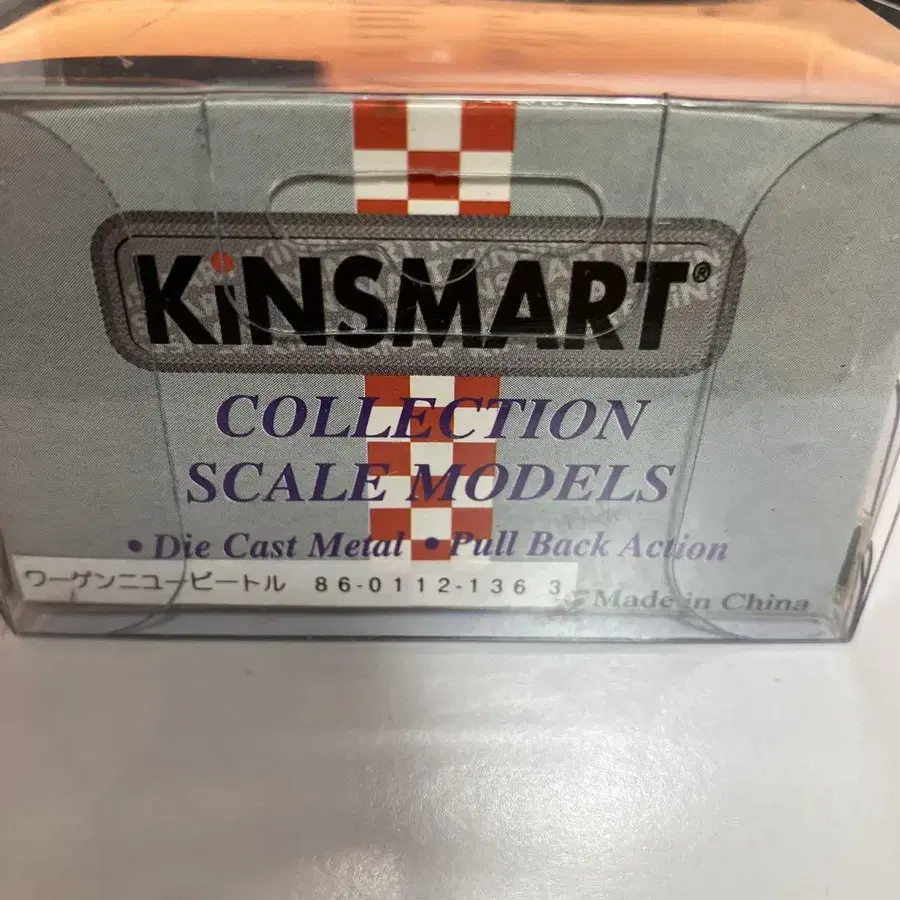 KiNSMART®
COLLECTION
SCALE MODELS
• Die Cast Metal • Pull Back Action
ワーゲンニュービートル 86-0112-136 3
Made in China